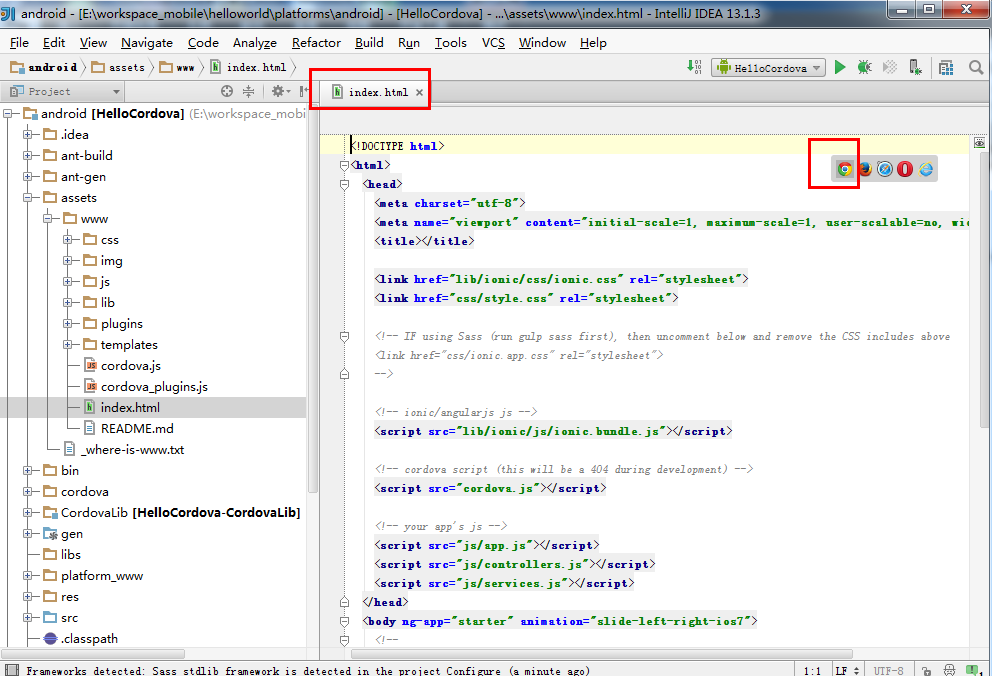 android - [E:\workspace_mobile\helloworld\platforms\android] - [HelloCordova] - ...\assets\www\index.html - IntelliJ IDEA 13.1.3
File Edit View Navigate Code Analyze Refactor Build Run Tools VCS Window Help
android assets www index.html HelloCordova
Project index.html
android [HelloCordova] (E:\workspace_mobi
.idea
ant-build
ant-gen
assets
www
css
img
js
lib
plugins
templates
cordova.js
cordova_plugins.js
index.html
README.md
_where-is-www.txt
bin
cordova
CordovaLib [HelloCordova-CordovaLib]
gen
libs
platform_www
res
src
.classpath
<!DOCTYPE html>
<html>
<head>
<meta charset="utf-8">
<meta name="viewport" content="initial-scale=1, maximum-scale=1, user-scalable=no, wid
<title></title>
<link href="lib/ionic/css/ionic.css" rel="stylesheet">
<link href="css/style.css" rel="stylesheet">
<!-- IF using Sass (run gulp sass first), then uncomment below and remove the CSS includes above
<link href="css/ionic.app.css" rel="stylesheet">
-->
<!-- ionic/angularjs js -->
<script src="lib/ionic/js/ionic.bundle.js"></script>
<!-- cordova script (this will be a 404 during development) -->
<script src="cordova.js"></script>
<!-- your app's js -->
<script src="js/app.js"></script>
<script src="js/controllers.js"></script>
<script src="js/services.js"></script>
</head>
<body ng-app="starter" animation="slide-left-right-ios7">
<!--
Frameworks detected: Sass stdlib framework is detected in the project Configure (a minute ago) 1:1 LF UTF-8